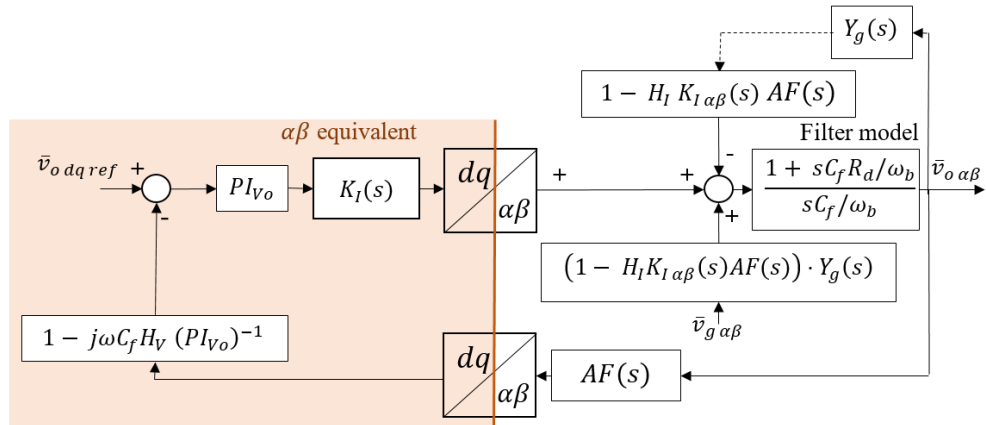 Y_g(s)
1 − H_I K_{I αβ}(s) AF(s)
αβ equivalent
Filter model
v̄_{o dq ref}
+
-
PI_{Vo}
K_I(s)
dq
αβ
+
+
-
+
1 + sC_f R_d/ω_b
sC_f/ω_b
v̄_{o αβ}
(1 − H_I K_{I αβ}(s)AF(s)) · Y_g(s)
v̄_{g αβ}
1 − jωC_f H_V (PI_{Vo})^{−1}
dq
αβ
AF(s)